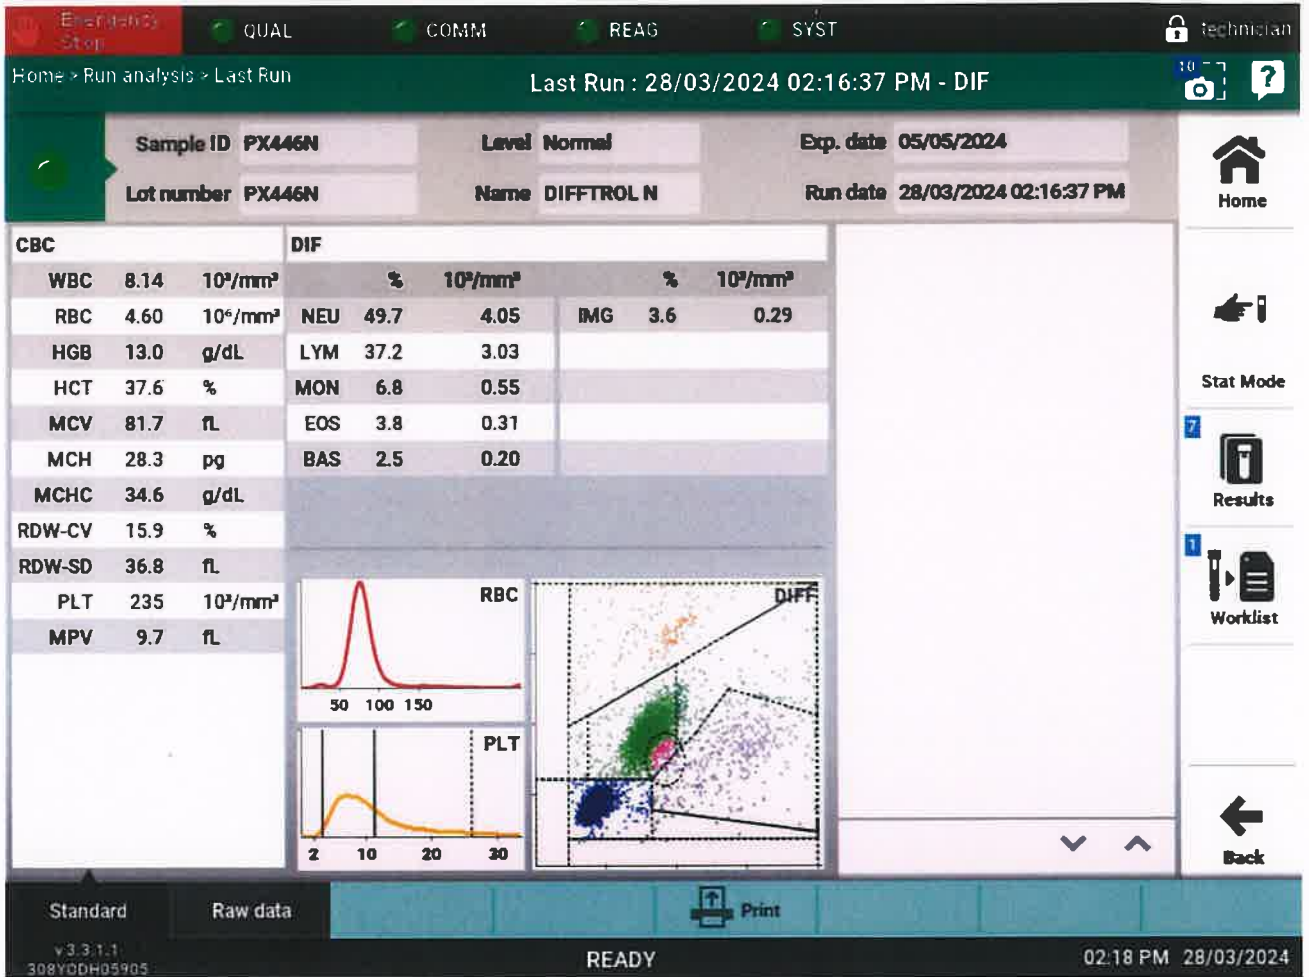 Emergency Stop QUAL COMM REAG SYST technician
Home > Run analysis > Last Run Last Run : 28/03/2024 02:16:37 PM - DIF 10 ?
Sample ID PX446N Level Normal Exp. date 05/05/2024
Lot number PX446N Name DIFFTROL N Run date 28/03/2024 02:16:37 PM
Home
CBC DIF
% 10³/mm³ % 10³/mm³
WBC 8.14 10³/mm³
RBC 4.60 10⁶/mm³ NEU 49.7 4.05 IMG 3.6 0.29
HGB 13.0 g/dL LYM 37.2 3.03
HCT 37.6 % MON 6.8 0.55
Stat Mode
MCV 81.7 fL EOS 3.8 0.31
7
MCH 28.3 pg BAS 2.5 0.20
MCHC 34.6 g/dL
Results
RDW-CV 15.9 %
1
RDW-SD 36.8 fL
PLT 235 10³/mm³
MPV 9.7 fL
Worklist
RBC
50 100 150
PLT
2 10 20 30
DIFF
Back
Standard Raw data Print
v3.3.1.1
308YODH05905
READY 02:18 PM 28/03/2024